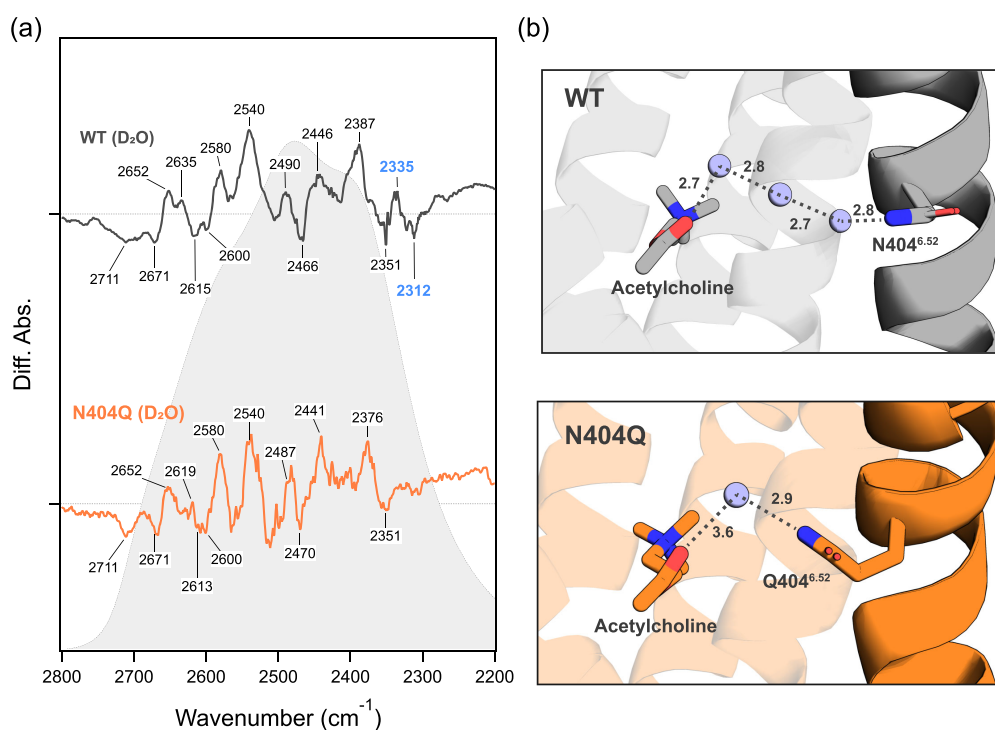 (a)
WT (D₂O)
2652
2635
2580
2540
2490
2446
2387
2335
2711
2671
2615
2600
2466
2351
2312
N404Q (D₂O)
2652
2619
2580
2540
2487
2441
2376
2711
2671
2613
2600
2470
2351
Diff. Abs.
2800 2700 2600 2500 2400 2300 2200
Wavenumber (cm⁻¹)
(b)
WT
2.7
2.8
2.7
2.8
N404⁶·⁵²
Acetylcholine
N404Q
3.6
2.9
Q404⁶·⁵²
Acetylcholine